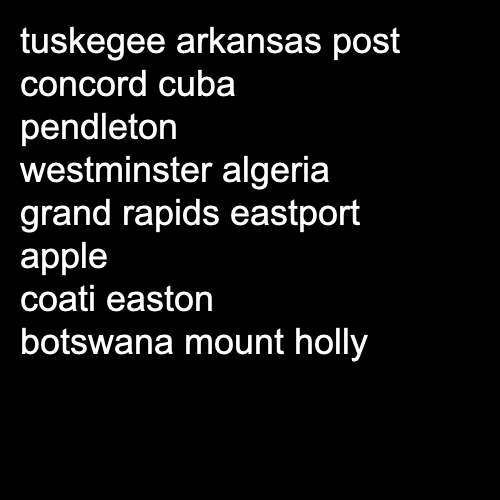 tuskegee arkansas post
concord cuba
pendleton
westminster algeria
grand rapids eastport
apple
coati easton
botswana mount holly